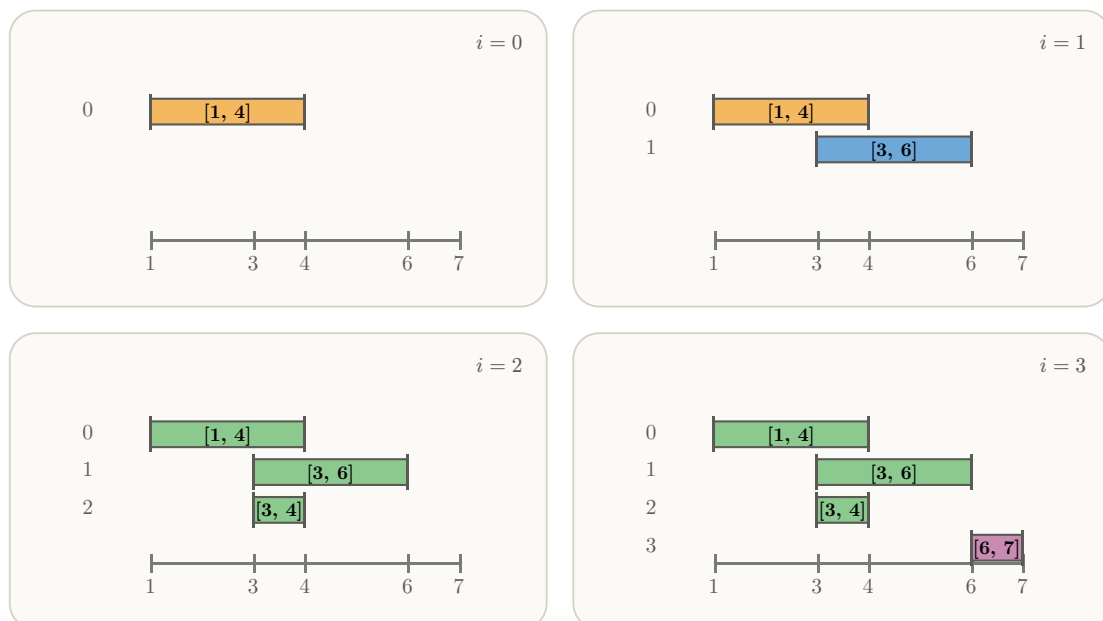 i = 0
0 [1, 4]
1 3 4 6 7
i = 1
0 [1, 4]
1 [3, 6]
1 3 4 6 7
i = 2
0 [1, 4]
1 [3, 6]
2 [3, 4]
1 3 4 6 7
i = 3
0 [1, 4]
1 [3, 6]
2 [3, 4]
3 [6, 7]
1 3 4 6 7